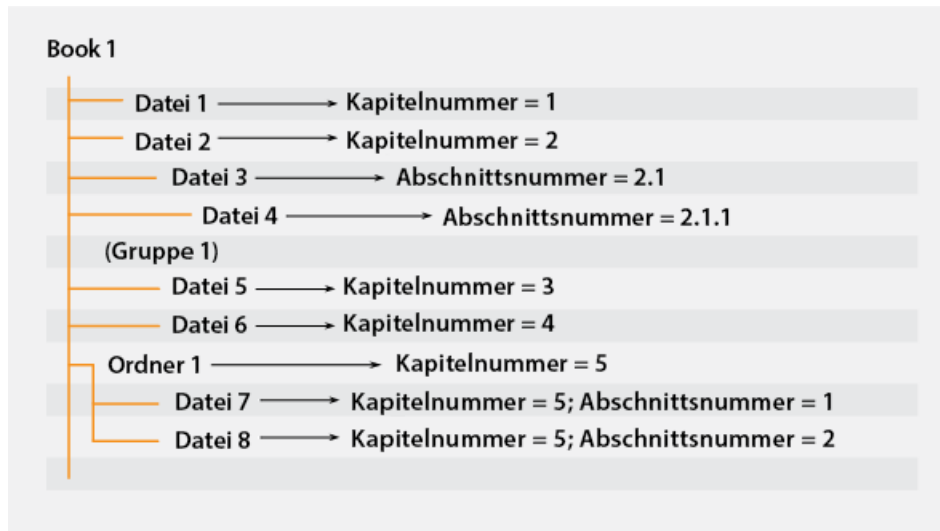 Book 1
Datei 1 Kapitelnummer = 1
Datei 2 Kapitelnummer = 2
Datei 3 Abschnittsnummer = 2.1
Datei 4 Abschnittsnummer = 2.1.1
(Gruppe 1)
Datei 5 Kapitelnummer = 3
Datei 6 Kapitelnummer = 4
Ordner 1 Kapitelnummer = 5
Datei 7 Kapitelnummer = 5; Abschnittsnummer = 1
Datei 8 Kapitelnummer = 5; Abschnittsnummer = 2